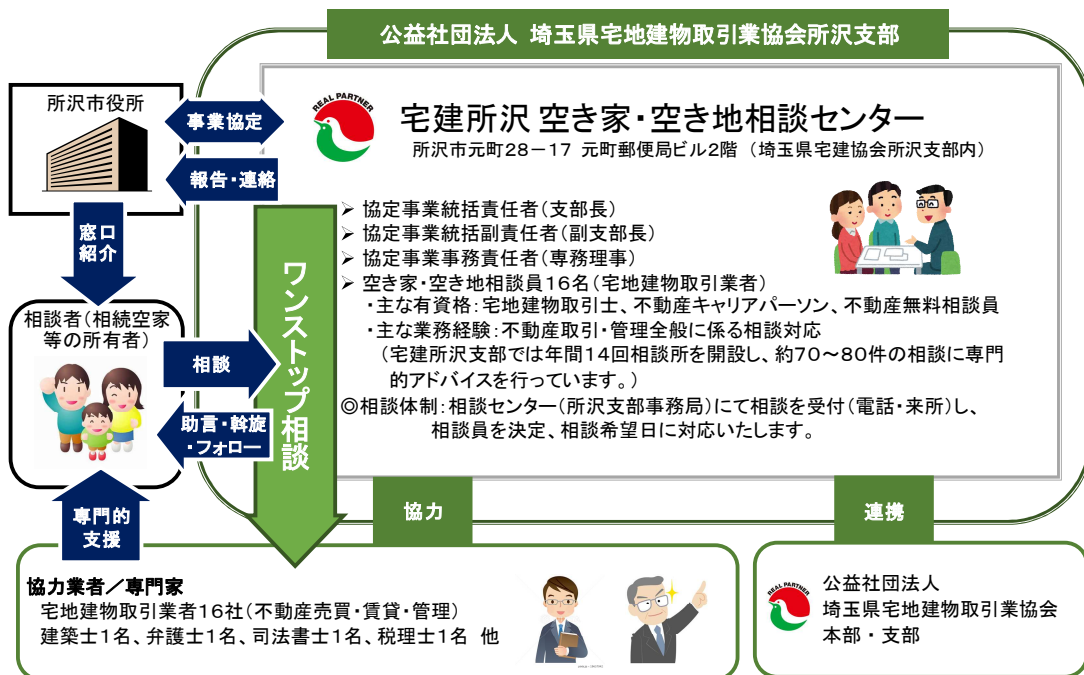 公益社団法人 埼玉県宅地建物取引業協会所沢支部
所沢市役所
事業協定
報告・連絡
窓口
紹介
相談者(相続空家
等の所有者)
相談
助言・斡旋
・フォロー
専門的
支援
ワンストップ相談
REAL PARTNER
宅建所沢 空き家・空き地相談センター
所沢市元町28-17 元町郵便局ビル2階 (埼玉県宅建協会所沢支部内)
➢ 協定事業統括責任者(支部長)
➢ 協定事業統括副責任者(副支部長)
➢ 協定事業事務責任者(専務理事)
➢ 空き家・空き地相談員16名(宅地建物取引業者)
・主な有資格:宅地建物取引士、不動産キャリアパーソン、不動産無料相談員
・主な業務経験:不動産取引・管理全般に係る相談対応
(宅建所沢支部では年間14回相談所を開設し、約70~80件の相談に専門
的アドバイスを行っています。)
◎相談体制:相談センター(所沢支部事務局)にて相談を受付(電話・来所)し、
相談員を決定、相談希望日に対応いたします。
協力
連携
協力業者/専門家
宅地建物取引業者16社(不動産売買・賃貸・管理)
建築士1名、弁護士1名、司法書士1名、税理士1名 他
REAL PARTNER
公益社団法人
埼玉県宅地建物取引業協会
本部・支部